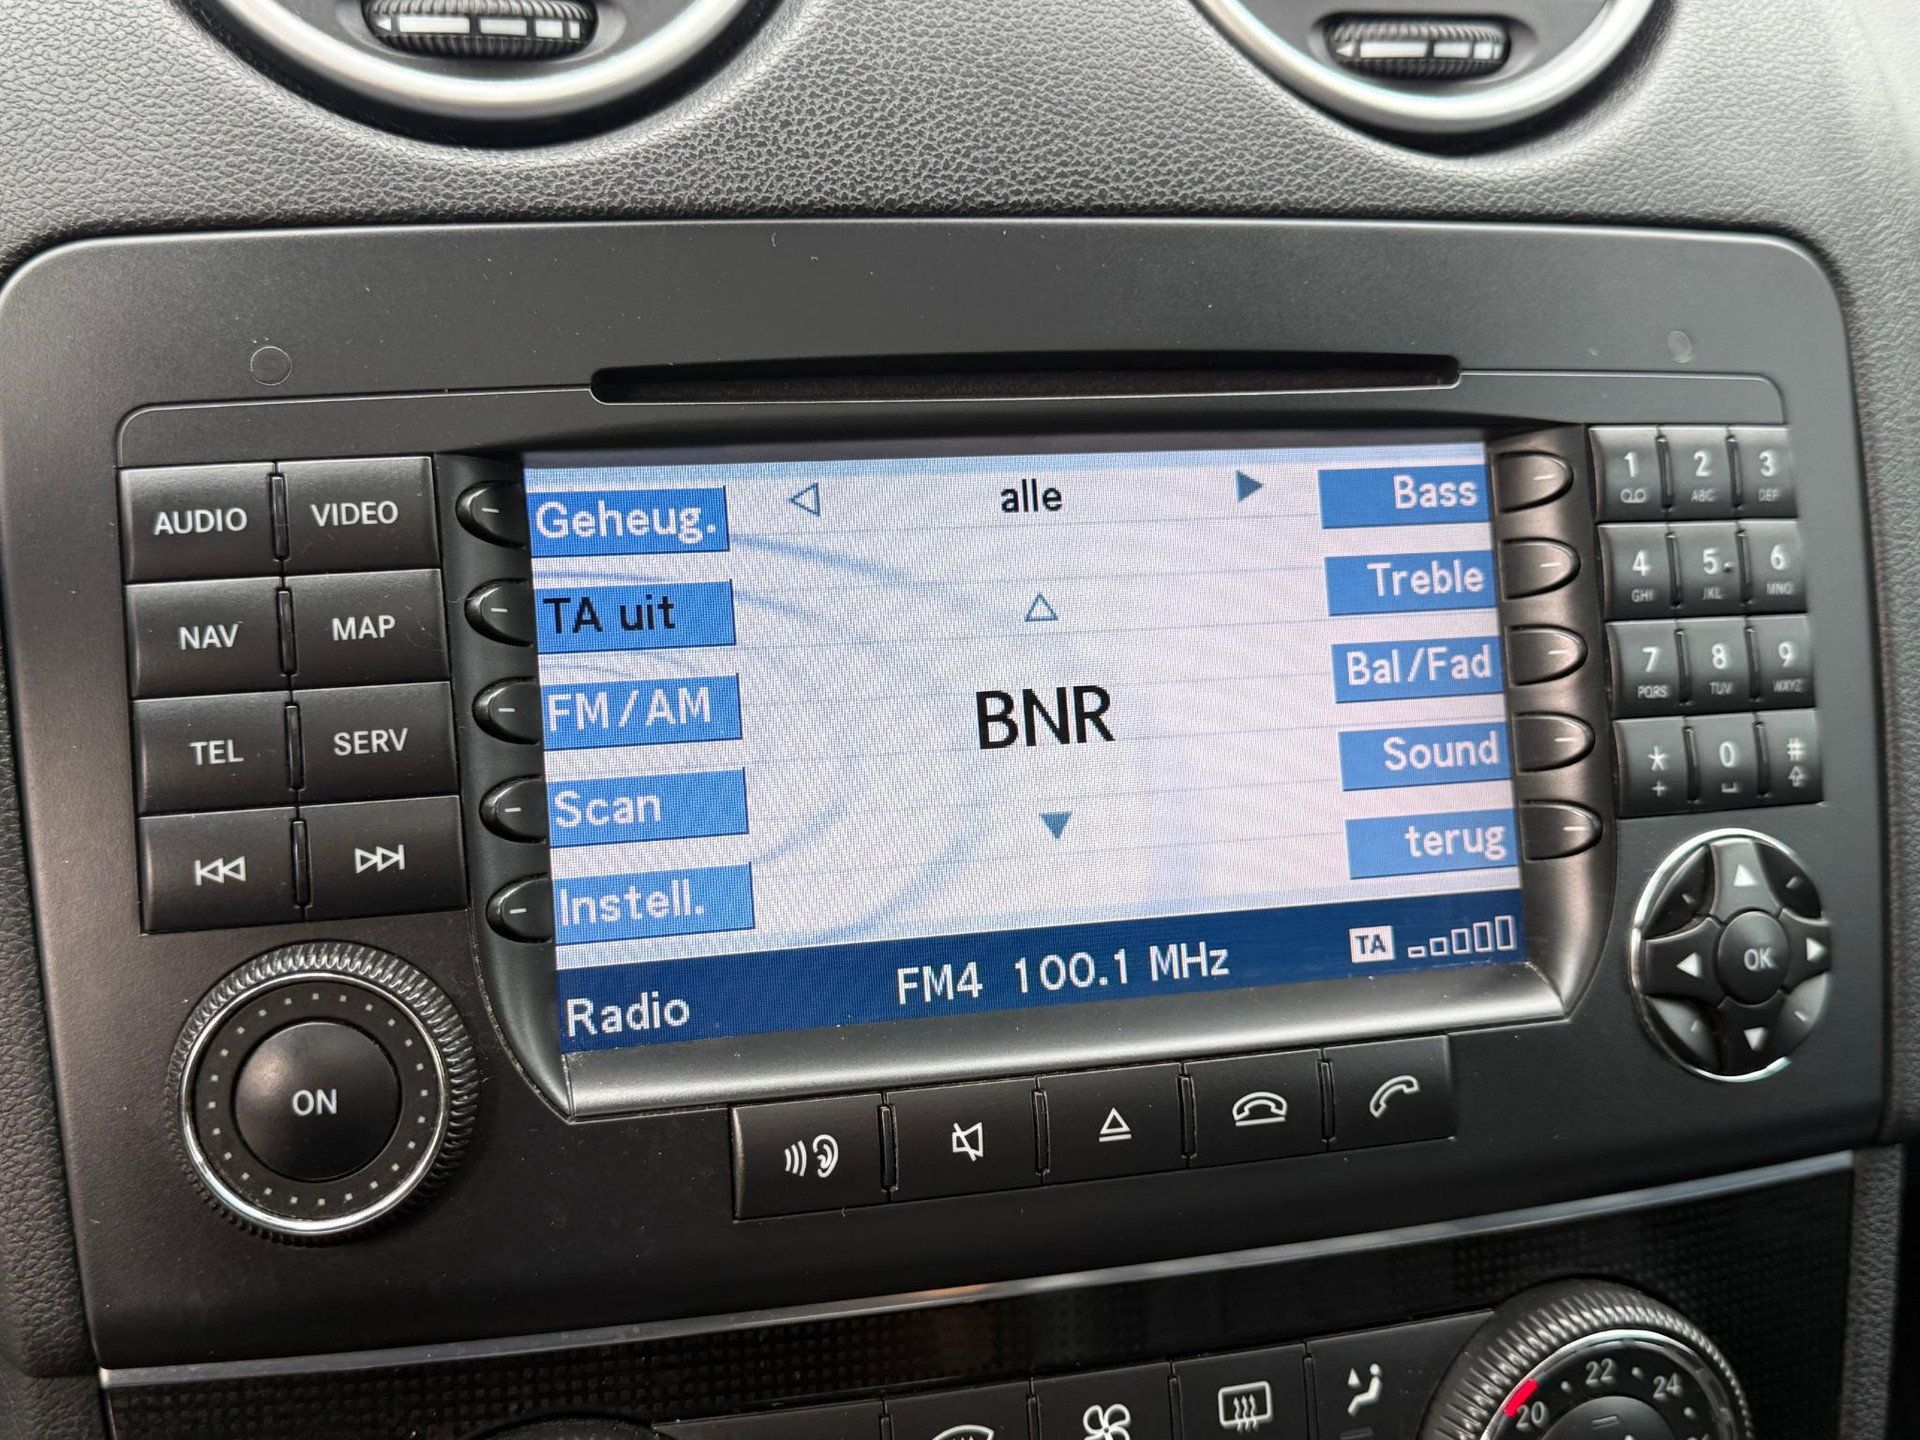 AUDIO VIDEO
NAV MAP
TEL SERV
ON
Geheug.
TA uit
FM/AM
Scan
Instell.
alle
BNR
Bass
Treble
Bal/Fad
Sound
terug
Radio FM4 100.1 MHz TA
1 2 3
ABC DEF
4 5 6
GHI JKL MNO
7 8 9
PQRS TUV WXYZ
* 0 #
+
OK
20 22 24